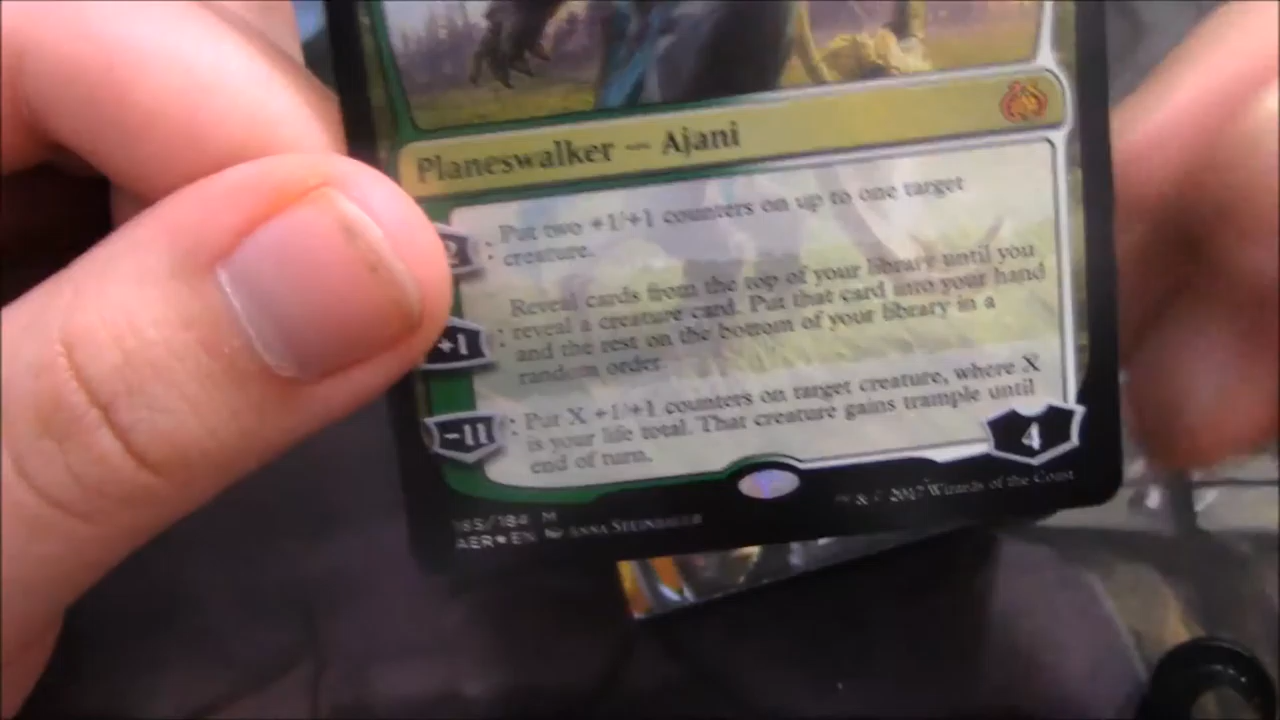 Planeswalker — Ajani
2: Put two +1/+1 counters on up to one target
creature.
Reveal cards from the top of your library until you
+1: reveal a creature card. Put that card into your hand
and the rest on the bottom of your library in a
random order.
: Put X +1/+1 counters on target creature, where X
-11 is your life total. That creature gains trample until
end of turn.
4
185/184 M
AER★EN Anna Steinbauer
™ & © 2017 Wizards of the Coast